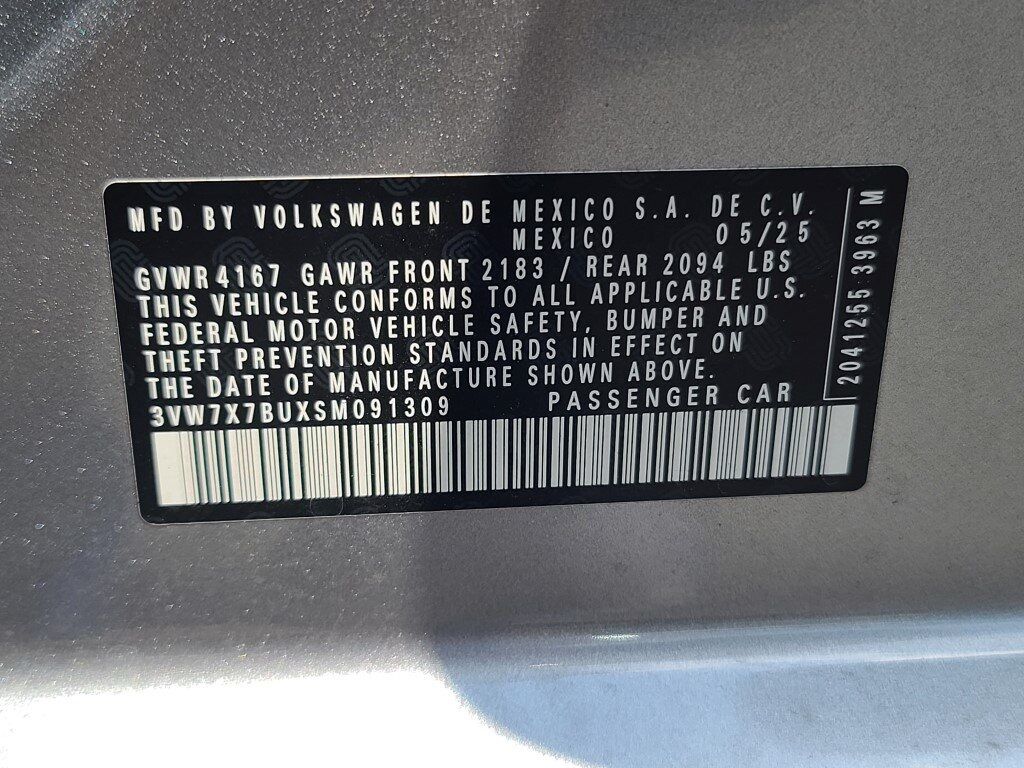 MFD BY VOLKSWAGEN DE MEXICO S.A. DE C.V.
MEXICO 05/25
GVWR 4167 GAWR FRONT 2183 / REAR 2094 LBS
THIS VEHICLE CONFORMS TO ALL APPLICABLE U.S.
FEDERAL MOTOR VEHICLE SAFETY, BUMPER AND
THEFT PREVENTION STANDARDS IN EFFECT ON
THE DATE OF MANUFACTURE SHOWN ABOVE.
3VW7X7BUXSM091309 PASSENGER CAR
2041255 3963 M